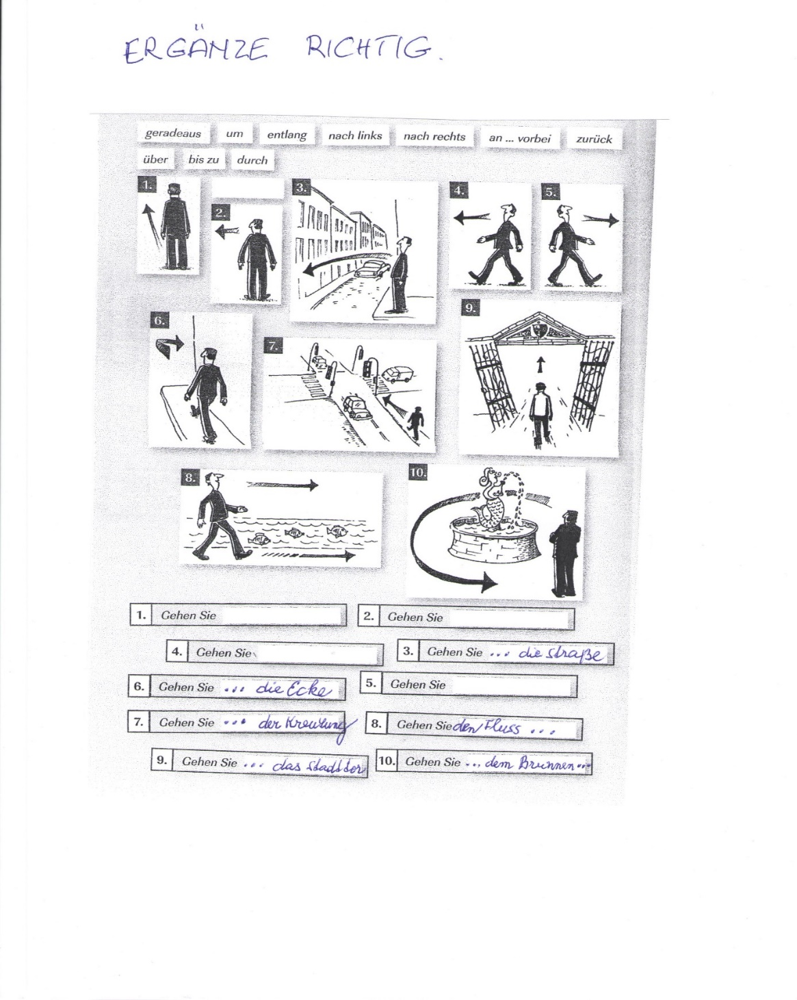 ERGÄNZE RICHTIG.
geradeaus um entlang nach links nach rechts an ... vorbei zurück
über bis zu durch
1.
2.
3.
4.
5.
6.
7.
9.
8.
10.
1. Gehen Sie
2. Gehen Sie
4. Gehen Sie
3. Gehen Sie ... die Straße
6. Gehen Sie ... die Ecke
5. Gehen Sie
7. Gehen Sie ... der Kreuzung
8. Gehen Sie den Fluss ...
9. Gehen Sie ... das Stadttor
10. Gehen Sie ... dem Brunnen ...